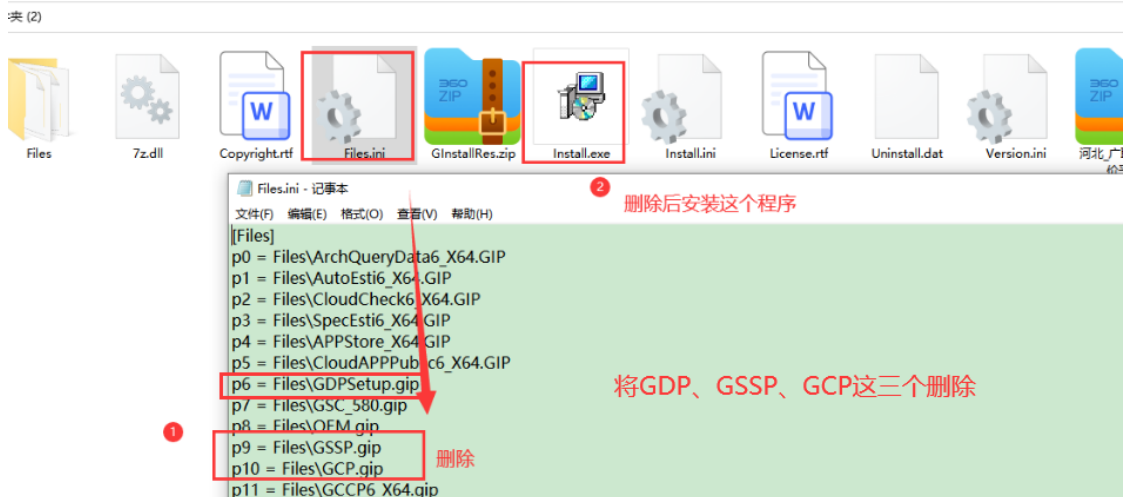 夹 (2)
360
ZIP
360
ZIP
W
W
Files
7z.dll
Copyright.rtf
Files.ini
GInstallRes.zip
Install.exe
Install.ini
License.rtf
Uninstall.dat
Version.ini
河北_广
Files.ini - 记事本
2
删除后安装这个程序
文件(F) 编辑(E) 格式(O) 查看(V) 帮助(H)
[Files]
p0 = Files\ArchQueryData6_X64.GIP
p1 = Files\AutoEsti6_X64.GIP
p2 = Files\CloudCheck6_X64.GIP
p3 = Files\SpecEsti6_X64.GIP
p4 = Files\APPStore_X64.GIP
p5 = Files\CloudAPPPublic6_X64.GIP
p6 = Files\GDPSetup.gip
将GDP、GSSP、GCP这三个删除
p7 = Files\GSC_580.gip
p8 = Files\OEM.gip
1
p9 = Files\GSSP.gip
删除
p10 = Files\GCP.gip
p11 = Files\GCCP6_X64.gip